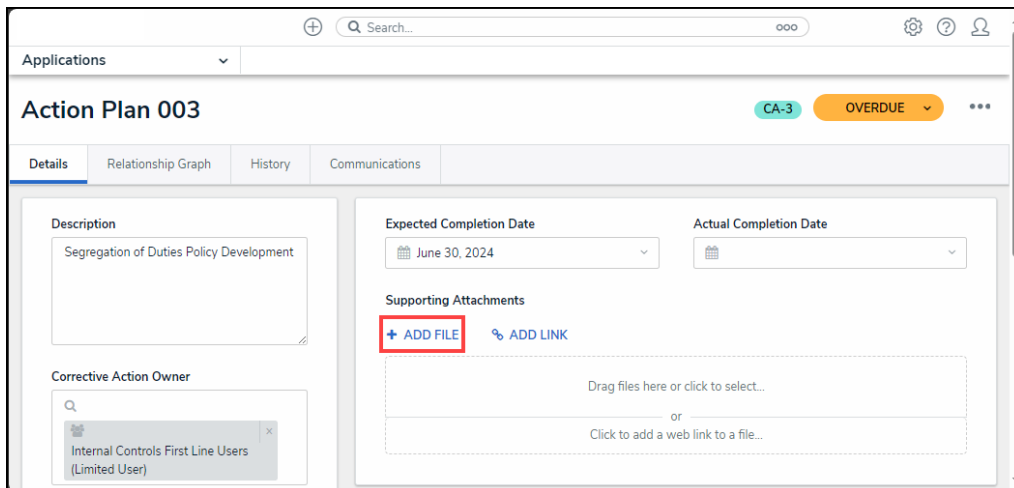 Search...
Applications
Action Plan 003
CA-3
OVERDUE
Details
Relationship Graph
History
Communications
Description
Segregation of Duties Policy Development
Corrective Action Owner
Internal Controls First Line Users
(Limited User)
Expected Completion Date
June 30, 2024
Actual Completion Date
Supporting Attachments
+ ADD FILE
ADD LINK
Drag files here or click to select...
or
Click to add a web link to a file...